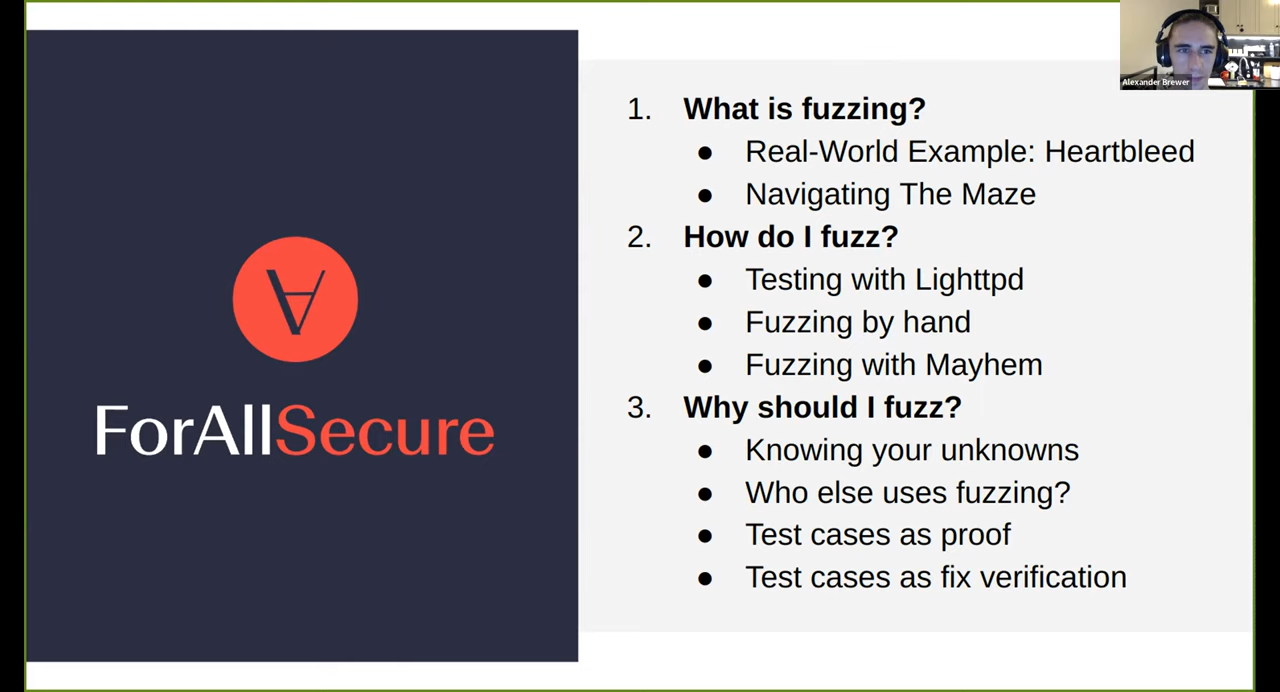 Alexander Brewer
1. What is fuzzing?
● Real-World Example: Heartbleed
● Navigating The Maze
2. How do I fuzz?
● Testing with Lighttpd
● Fuzzing by hand
● Fuzzing with Mayhem
3. Why should I fuzz?
● Knowing your unknowns
● Who else uses fuzzing?
● Test cases as proof
● Test cases as fix verification
∀
ForAllSecure